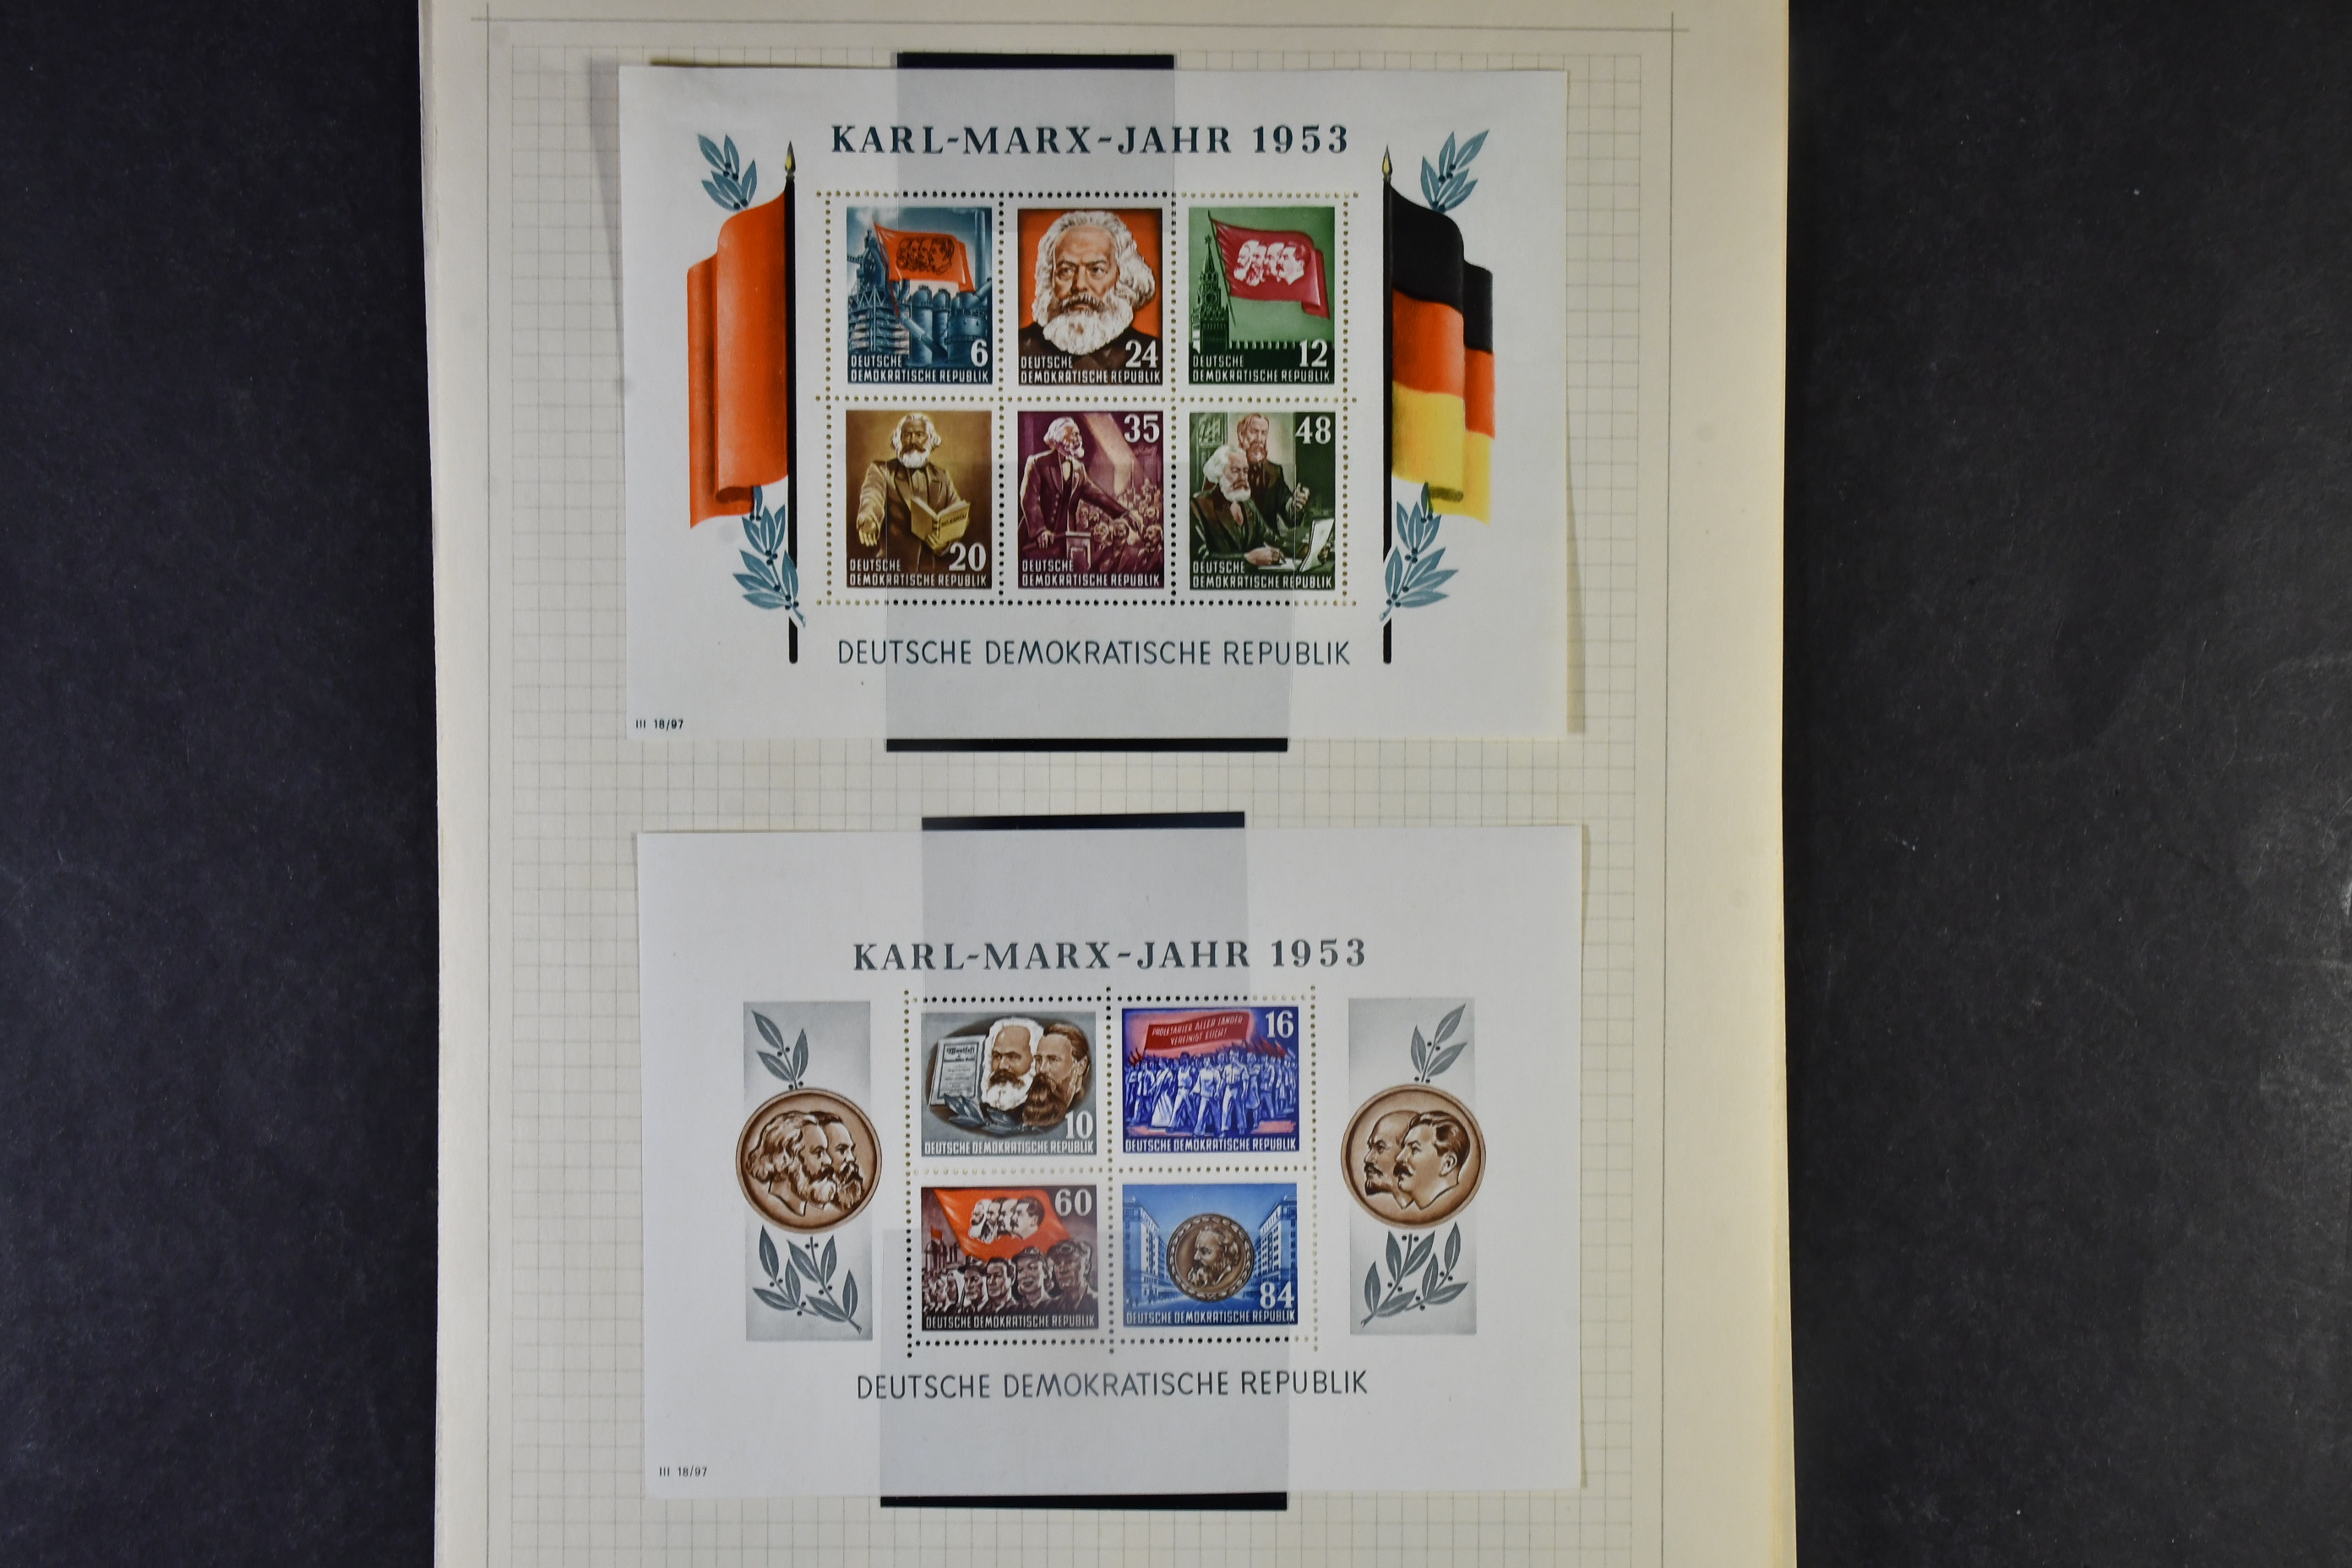 KARL-MARX-JAHR 1953
6
DEUTSCHE
DEMOKRATISCHE REPUBLIK
24
DEUTSCHE
DEMOKRATISCHE REPUBLIK
12
DEUTSCHE
DEMOKRATISCHE REPUBLIK
20
DEUTSCHE
DEMOKRATISCHE REPUBLIK
35
DEUTSCHE
DEMOKRATISCHE REPUBLIK
48
DEUTSCHE
DEMOKRATISCHE REPUBLIK
DEUTSCHE DEMOKRATISCHE REPUBLIK
III 18/97
KARL-MARX-JAHR 1953
10
DEUTSCHE DEMOKRATISCHE REPUBLIK
PROLETARIER ALLER LÄNDER
VEREINIGT EUCH!
16
DEUTSCHE DEMOKRATISCHE REPUBLIK
60
DEUTSCHE DEMOKRATISCHE REPUBLIK
84
DEUTSCHE DEMOKRATISCHE REPUBLIK
DEUTSCHE DEMOKRATISCHE REPUBLIK
III 18/97